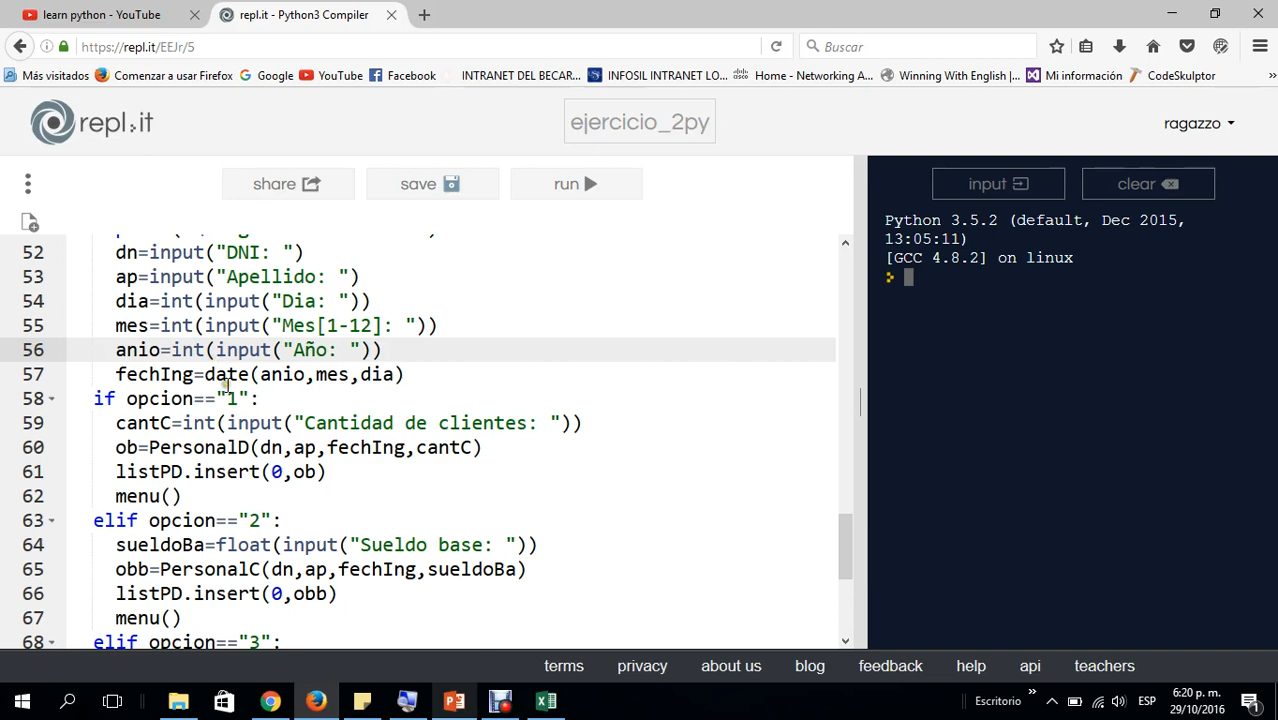 learn python - YouTube
repl.it - Python3 Compiler
https://repl.it/EEJr/5
Buscar
Más visitados
Comenzar a usar Firefox
Google
YouTube
Facebook
INTRANET DEL BECAR...
INFOSIL INTRANET LO...
Home - Networking A...
Winning With English |...
Mi información
CodeSkulptor
repl.it
ejercicio_2py
ragazzo
share
save
run
input
clear
52 dn=input("DNI: ")
53 ap=input("Apellido: ")
54 dia=int(input("Dia: "))
55 mes=int(input("Mes[1-12]: "))
56 anio=int(input("Año: "))
57 fechIng=date(anio,mes,dia)
58 if opcion=="1":
59 cantC=int(input("Cantidad de clientes: "))
60 ob=PersonalD(dn,ap,fechIng,cantC)
61 listPD.insert(0,ob)
62 menu()
63 elif opcion=="2":
64 sueldoBa=float(input("Sueldo base: "))
65 obb=PersonalC(dn,ap,fechIng,sueldoBa)
66 listPD.insert(0,obb)
67 menu()
68 elif opcion=="3":
Python 3.5.2 (default, Dec 2015,
13:05:11)
[GCC 4.8.2] on linux
terms
privacy
about us
blog
feedback
help
api
teachers
Escritorio
ESP
6:20 p. m.
29/10/2016